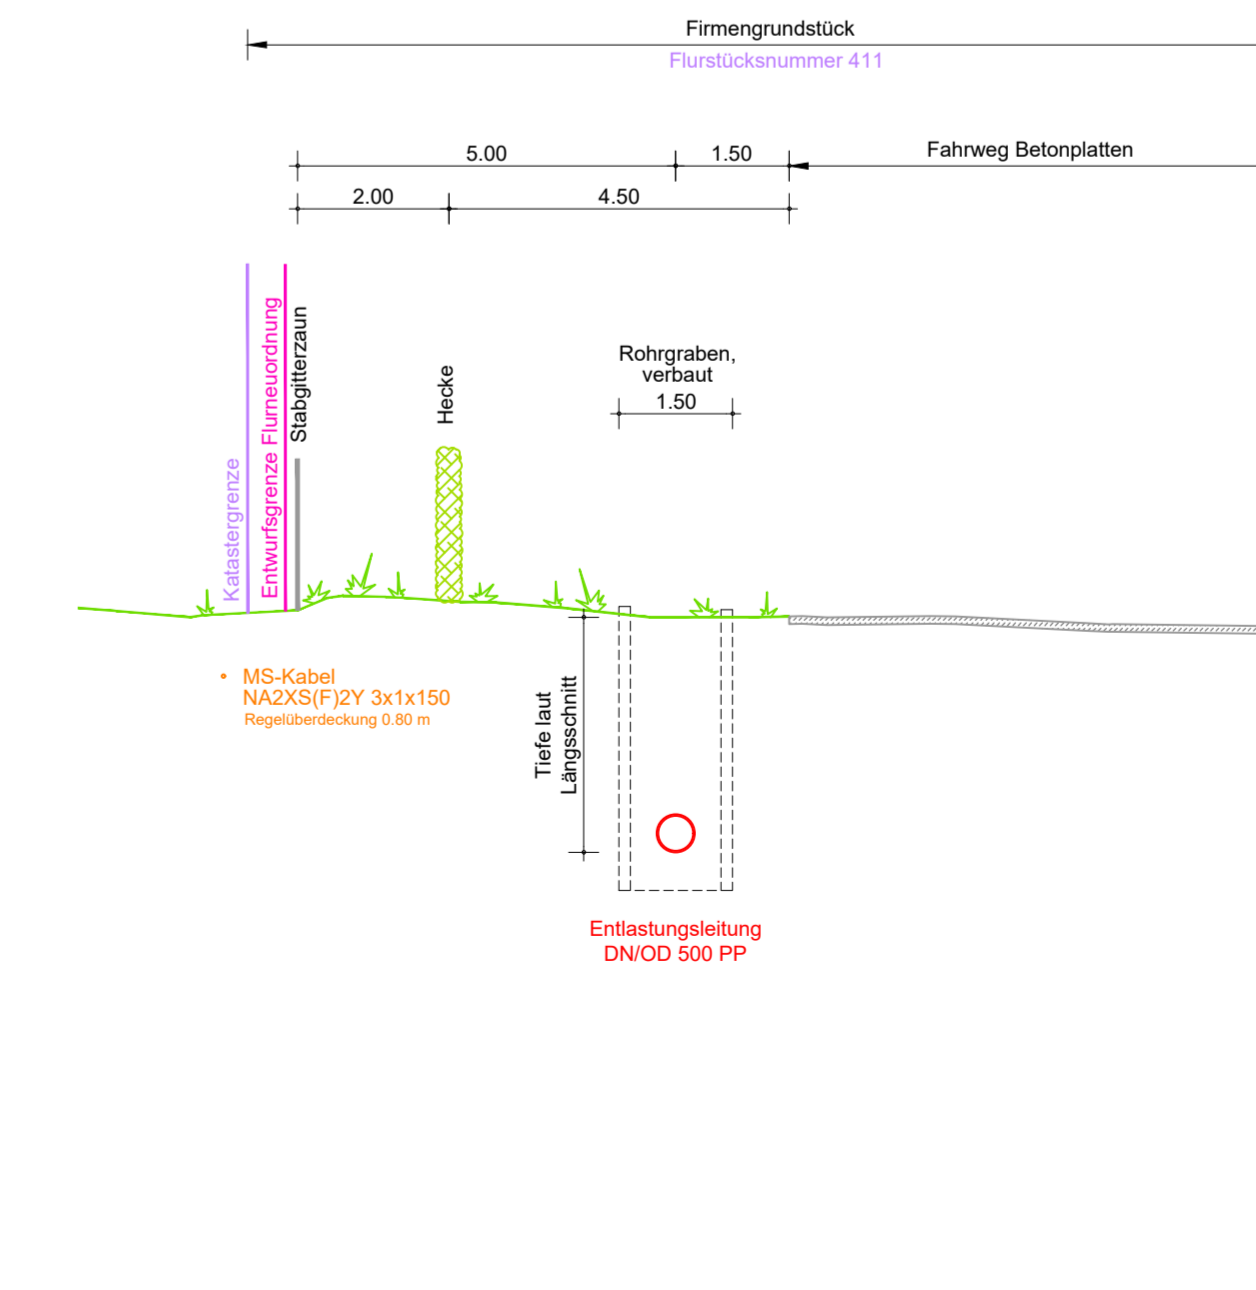 Firmengrundstück
Flurstücksnummer 411
5.00
1.50
Fahrweg Betonplatten
2.00
4.50
Katastergrenze
Entwurfsgrenze Flurneuordnung
Stabgitterzaun
Hecke
Rohrgraben,
verbaut
1.50
MS-Kabel
NA2XS(F)2Y 3x1x150
Regelüberdeckung 0.80 m
Tiefe laut
Längsschnitt
Entlastungsleitung
DN/OD 500 PP